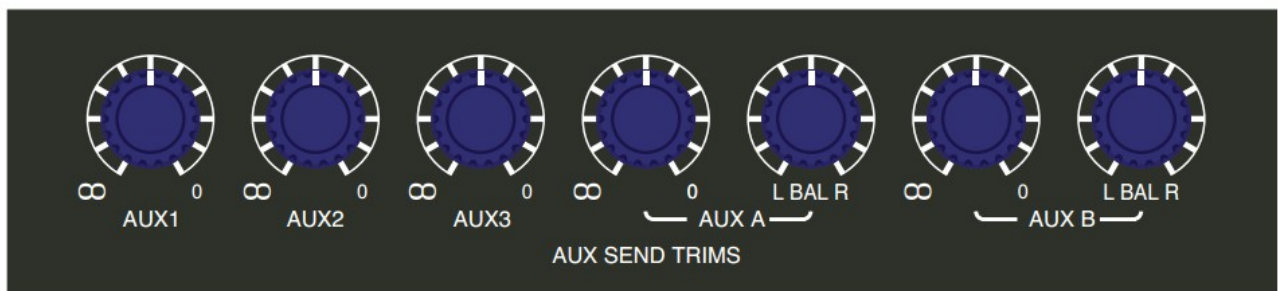 ∞ 0 ∞ 0 ∞ 0 ∞ 0 L BAL R ∞ 0 L BAL R
AUX1 AUX2 AUX3 AUX A AUX B
AUX SEND TRIMS